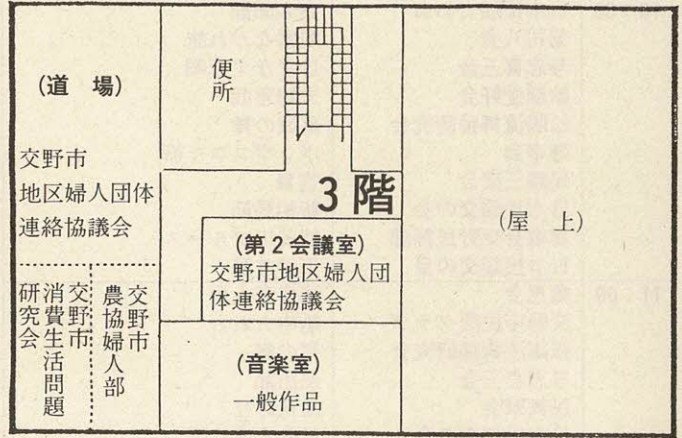 (道 場)
交野市
地区婦人団体
連絡協議会
交野市
消費生活問題
研究会
交野市
農協婦人部
便所
3階
(第2会議室)
交野市地区婦人団
体連絡協議会
(音楽室)
一般作品
(屋 上)